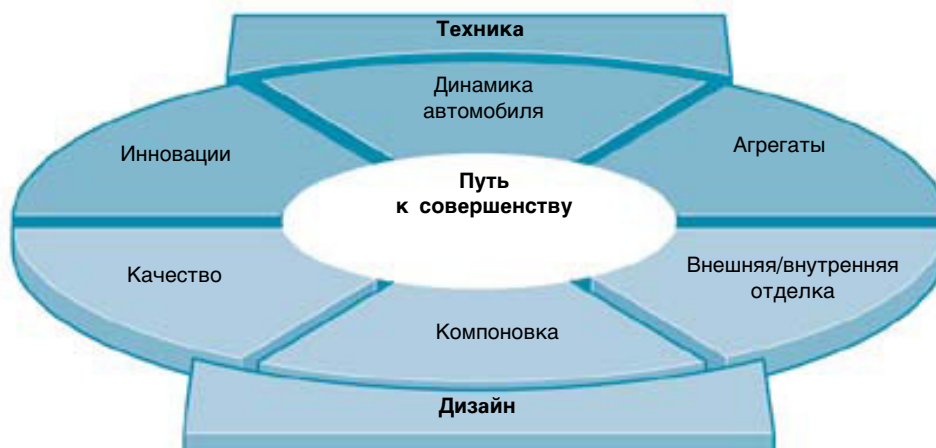 Техника
Динамика
автомобиля
Инновации
Агрегаты
Путь
к совершенству
Качество
Внешняя/внутренняя
отделка
Компоновка
Дизайн